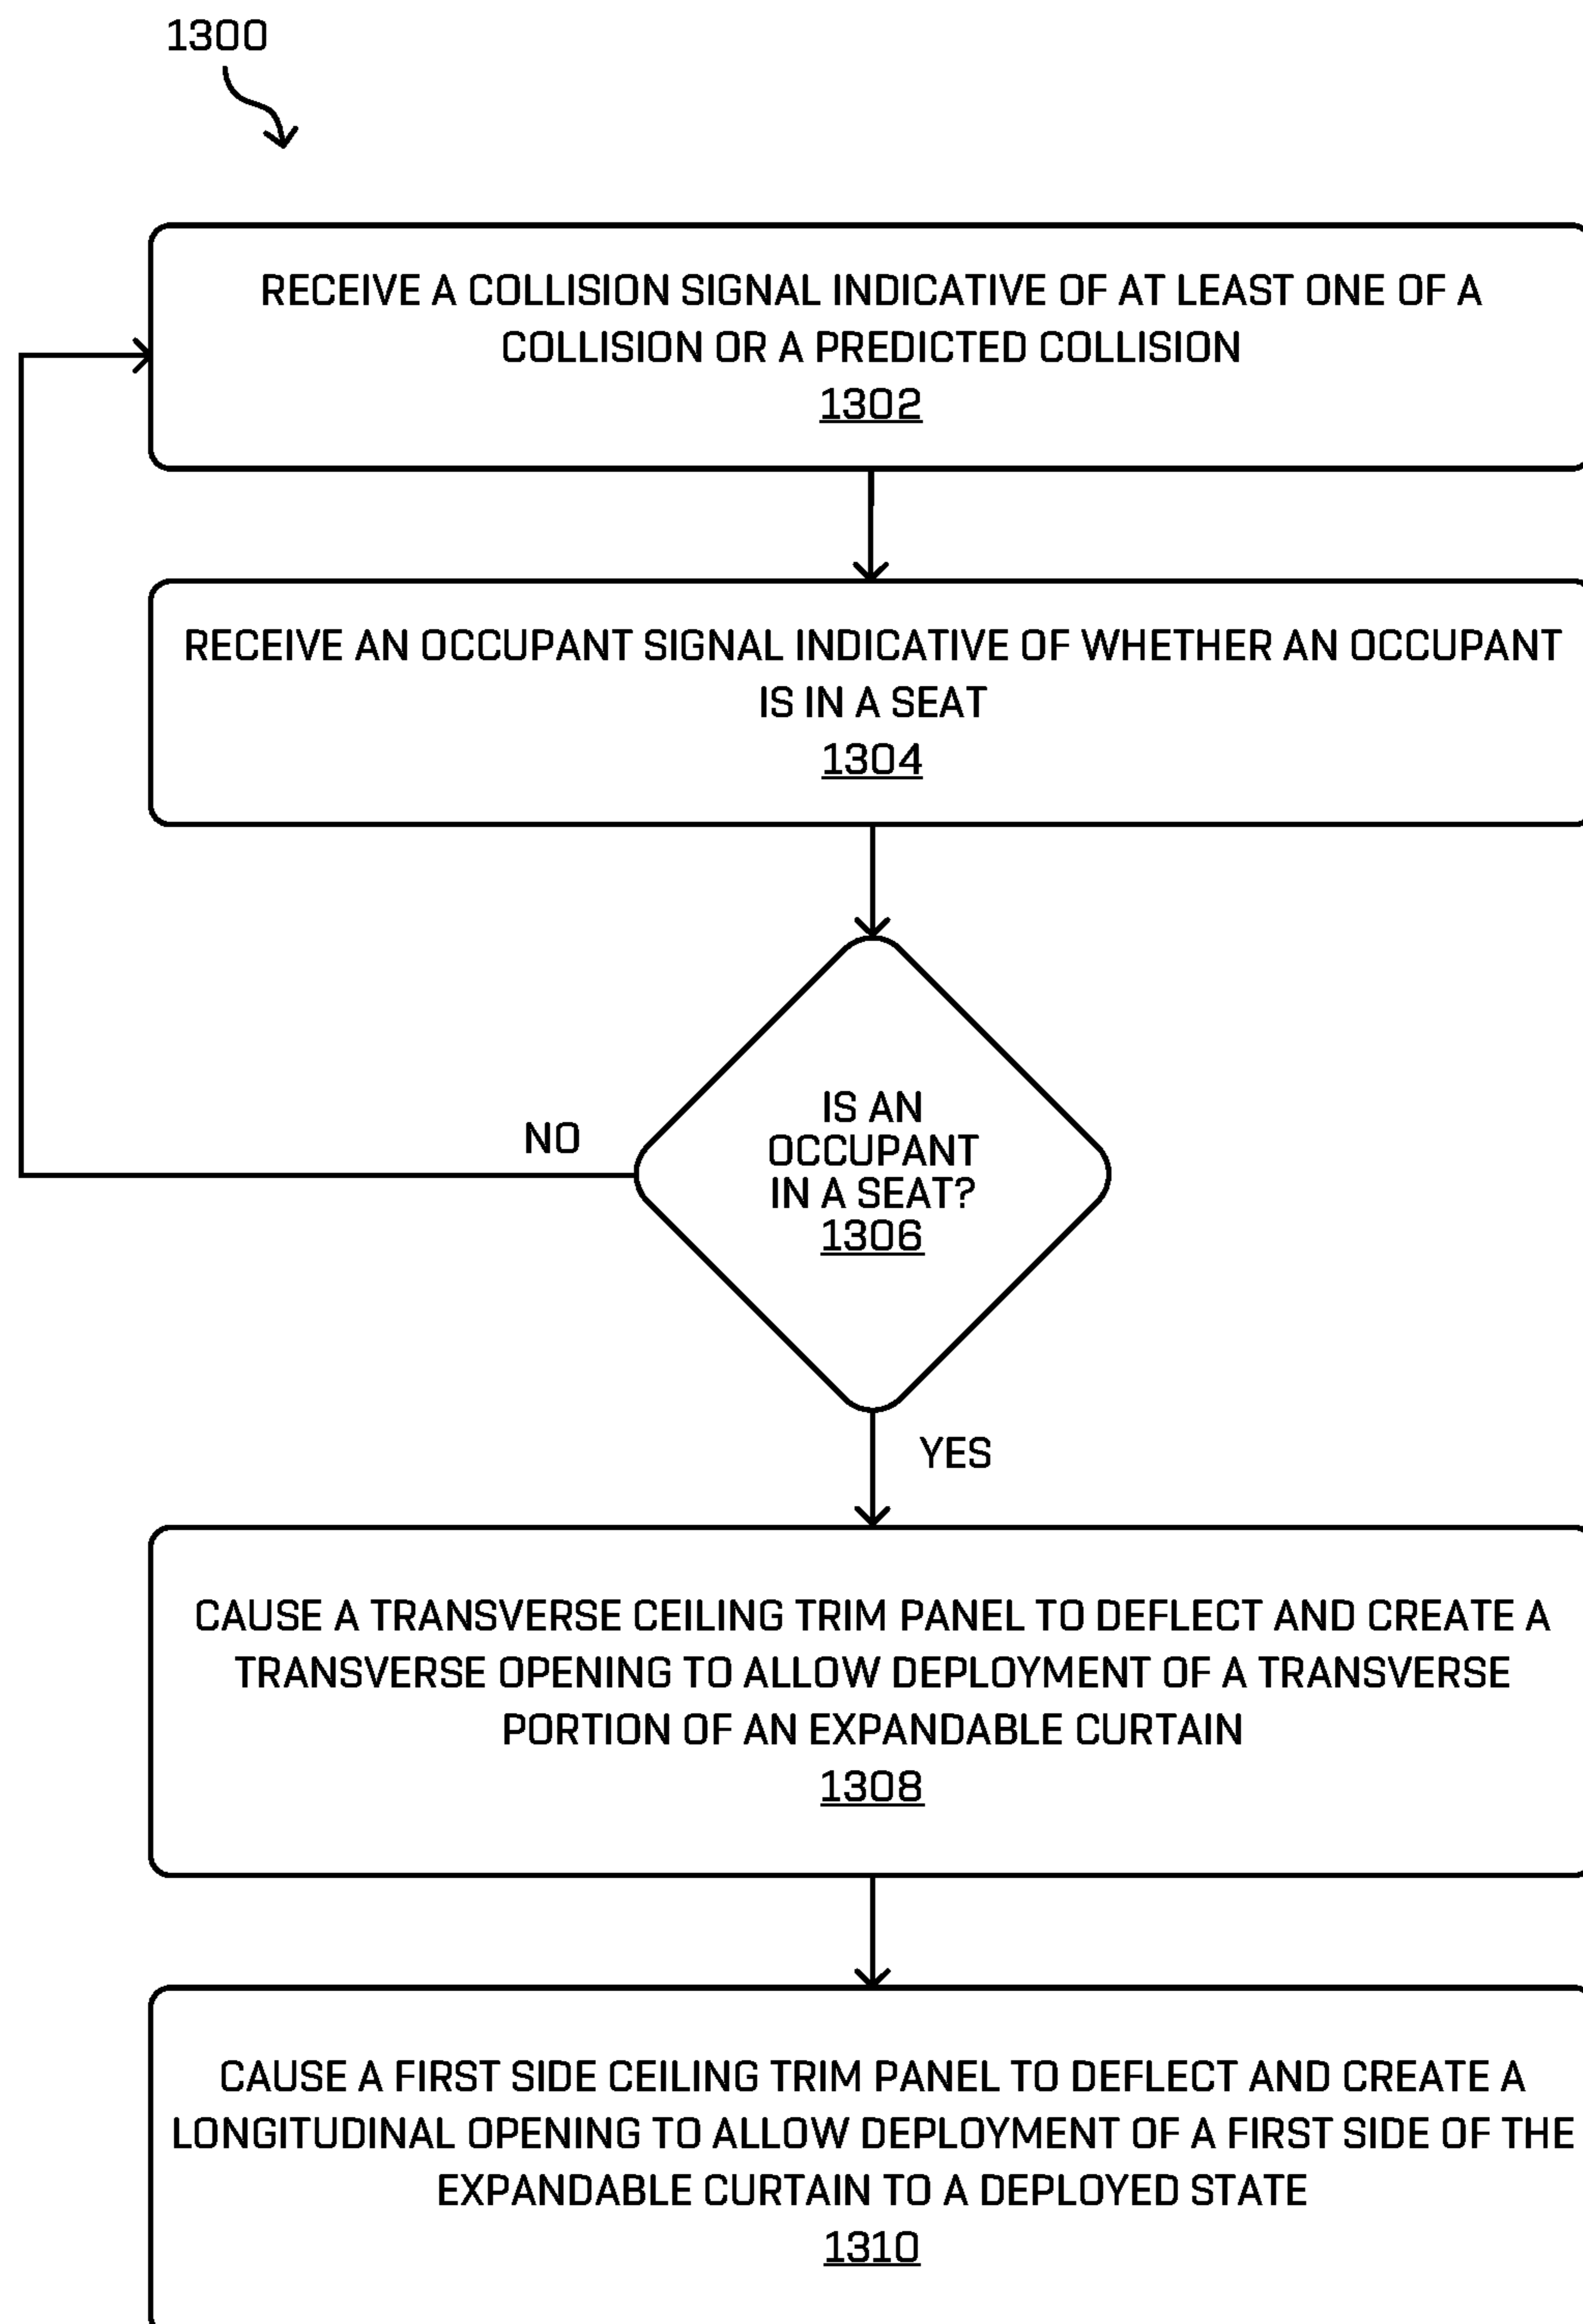 1300
RECEIVE A COLLISION SIGNAL INDICATIVE OF AT LEAST ONE OF A
COLLISION OR A PREDICTED COLLISION
1302
RECEIVE AN OCCUPANT SIGNAL INDICATIVE OF WHETHER AN OCCUPANT
IS IN A SEAT
1304
IS AN
OCCUPANT
IN A SEAT?
1306
NO
YES
CAUSE A TRANSVERSE CEILING TRIM PANEL TO DEFLECT AND CREATE A
TRANSVERSE OPENING TO ALLOW DEPLOYMENT OF A TRANSVERSE
PORTION OF AN EXPANDABLE CURTAIN
1308
CAUSE A FIRST SIDE CEILING TRIM PANEL TO DEFLECT AND CREATE A
LONGITUDINAL OPENING TO ALLOW DEPLOYMENT OF A FIRST SIDE OF THE
EXPANDABLE CURTAIN TO A DEPLOYED STATE
1310